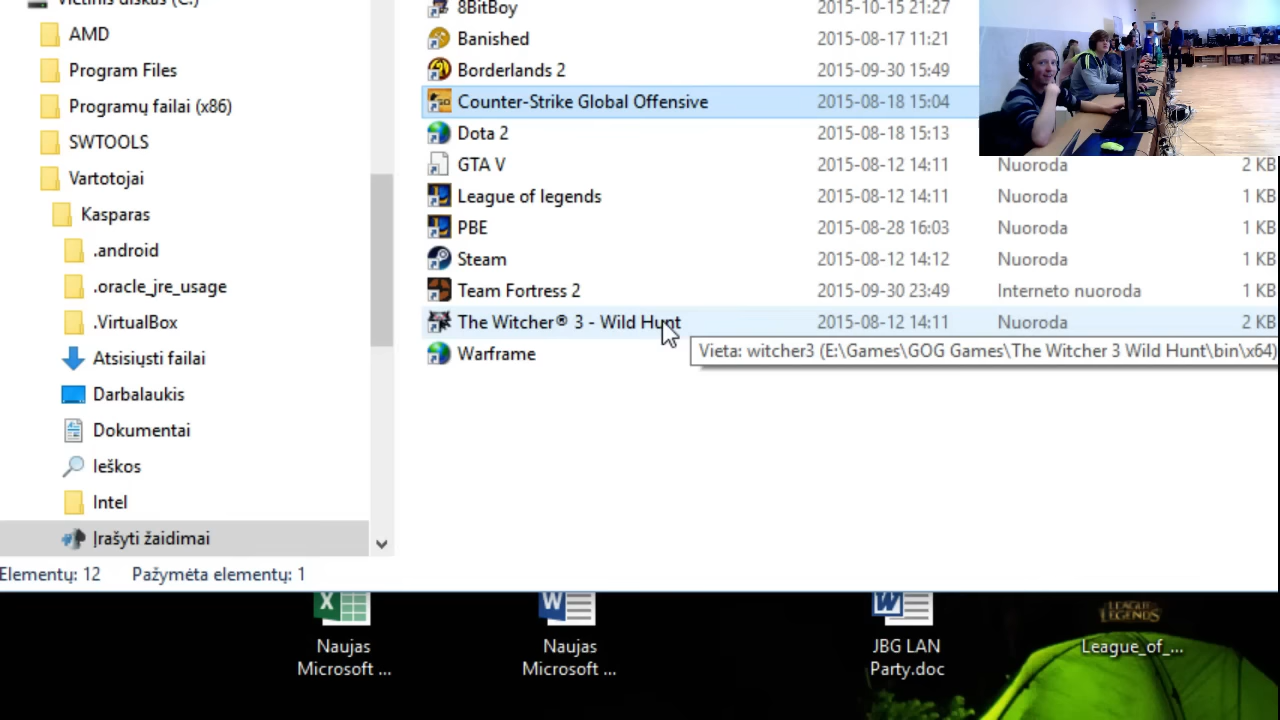 Vietinis diskas (C:)
AMD
Program Files
Programų failai (x86)
SWTOOLS
Vartotojai
Kasparas
.android
.oracle_jre_usage
.VirtualBox
Atsisiųsti failai
Darbalaukis
Dokumentai
Ieškos
Intel
Įrašyti žaidimai
8BitBoy 2015-10-15 21:27
Banished 2015-08-17 11:21
Borderlands 2 2015-09-30 15:49
Counter-Strike Global Offensive 2015-08-18 15:04
Dota 2 2015-08-18 15:13
GTA V 2015-08-12 14:11 Nuoroda 2 KB
League of legends 2015-08-12 14:11 Nuoroda 1 KB
PBE 2015-08-28 16:03 Nuoroda 1 KB
Steam 2015-08-12 14:12 Nuoroda 1 KB
Team Fortress 2 2015-09-30 23:49 Interneto nuoroda 1 KB
The Witcher® 3 - Wild Hunt 2015-08-12 14:11 Nuoroda 2 KB
Vieta: witcher3 (E:\Games\GOG Games\The Witcher 3 Wild Hunt\bin\x64)
Warframe
Elementų: 12 Pažymėta elementų: 1
Naujas
Microsoft ...
Naujas
Microsoft ...
JBG LAN
Party.doc
LEAGUE OF
LEGENDS
League_of_...